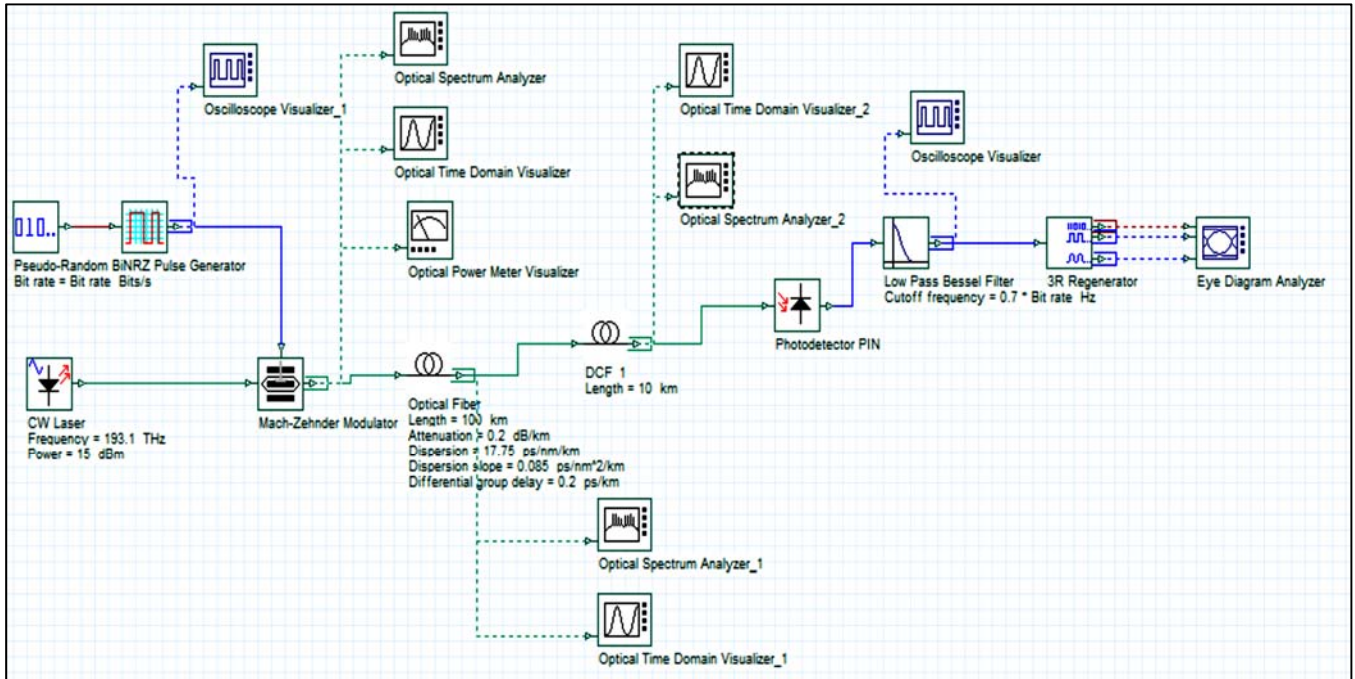 Optical Spectrum Analyzer
Oscilloscope Visualizer_1
Optical Time Domain Visualizer_2
Oscilloscope Visualizer
Optical Time Domain Visualizer
Optical Spectrum Analyzer_2
010..
Pseudo-Random BiNRZ Pulse Generator
Bit rate = Bit rate Bits/s
Optical Power Meter Visualizer
Low Pass Bessel Filter
Cutoff frequency = 0.7 * Bit rate Hz
3R Regenerator
Eye Diagram Analyzer
Photodetector PIN
DCF 1
Length = 10 km
CW Laser
Frequency = 193.1 THz
Power = 15 dBm
Mach-Zehnder Modulator
Optical Fiber
Length = 100 km
Attenuation = 0.2 dB/km
Dispersion = 17.75 ps/nm/km
Dispersion slope = 0.085 ps/nm^2/km
Differential group delay = 0.2 ps/km
Optical Spectrum Analyzer_1
Optical Time Domain Visualizer_1